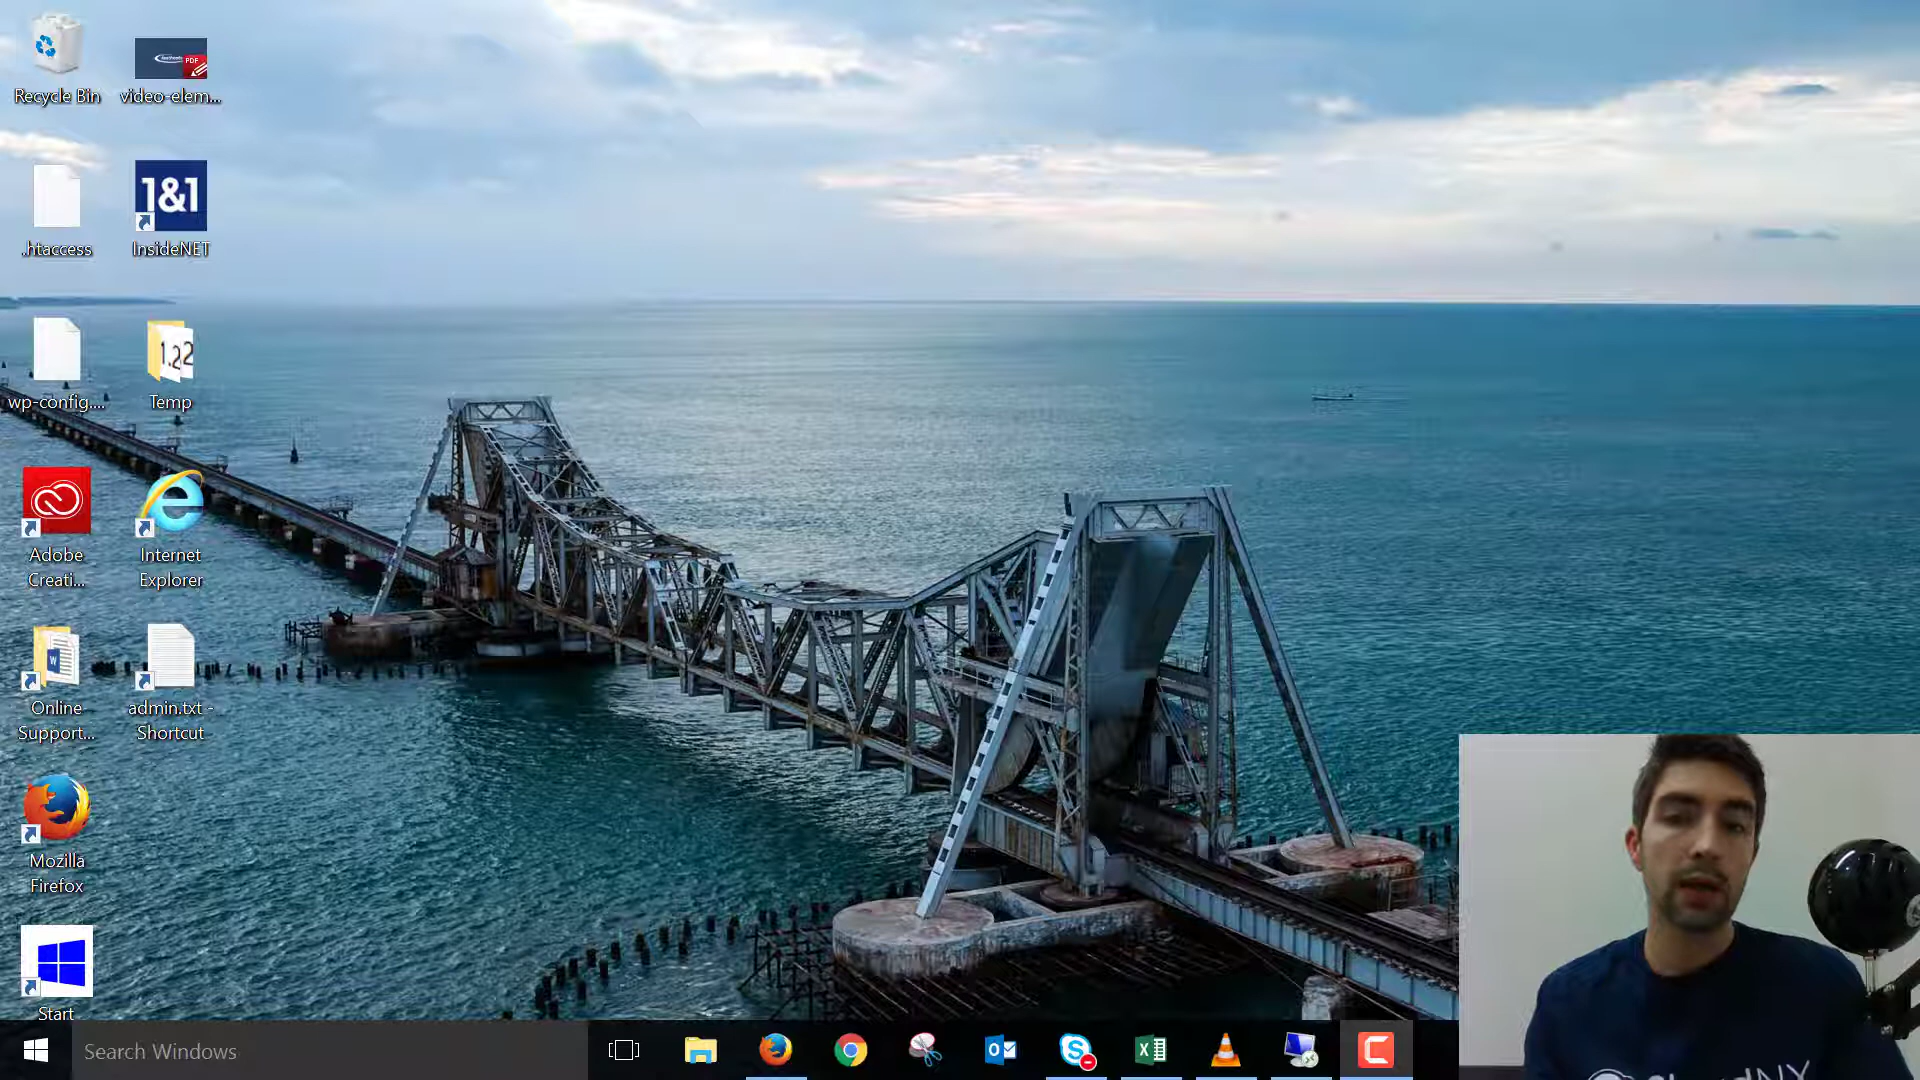 Recycle Bin
PDF
video-elem...
.htaccess
1&1
InsideNET
wp-config....
1.22
Temp
Adobe
Creati...
Internet
Explorer
W
Online
Support...
admin.txt -
Shortcut
Mozilla
Firefox
Start
Search Windows